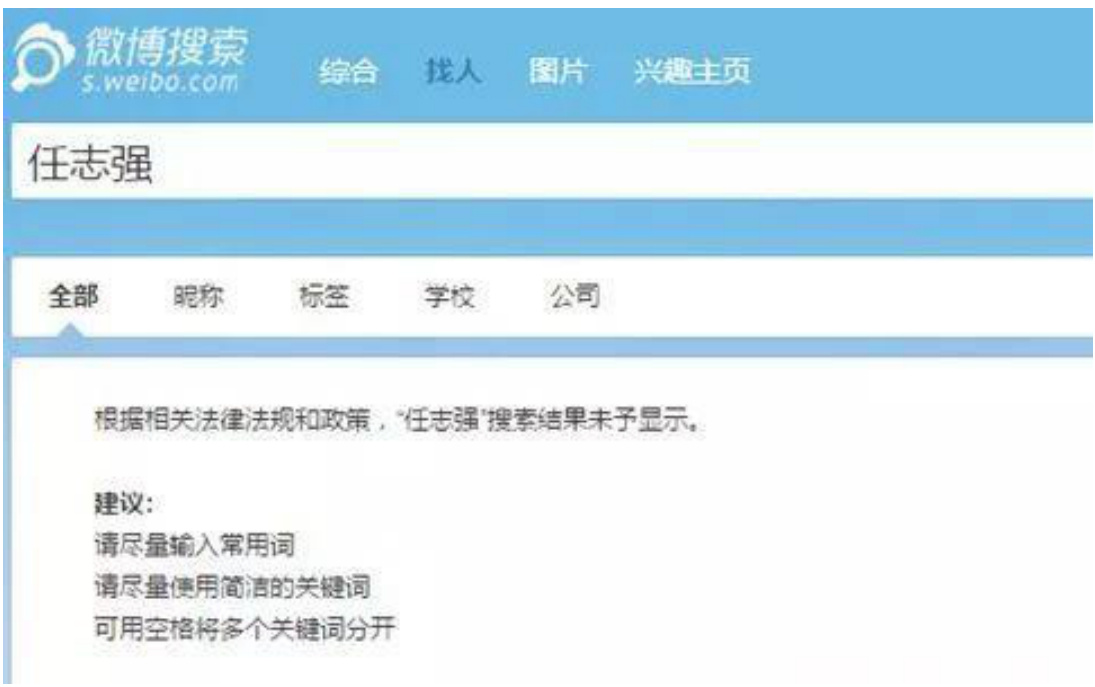 微博搜索
s.weibo.com
综合 找人 图片 兴趣主页
任志强
全部 昵称 标签 学校 公司
根据相关法律法规和政策，“任志强”搜索结果未予显示。
建议：
请尽量输入常用词
请尽量使用简洁的关键词
可用空格将多个关键词分开